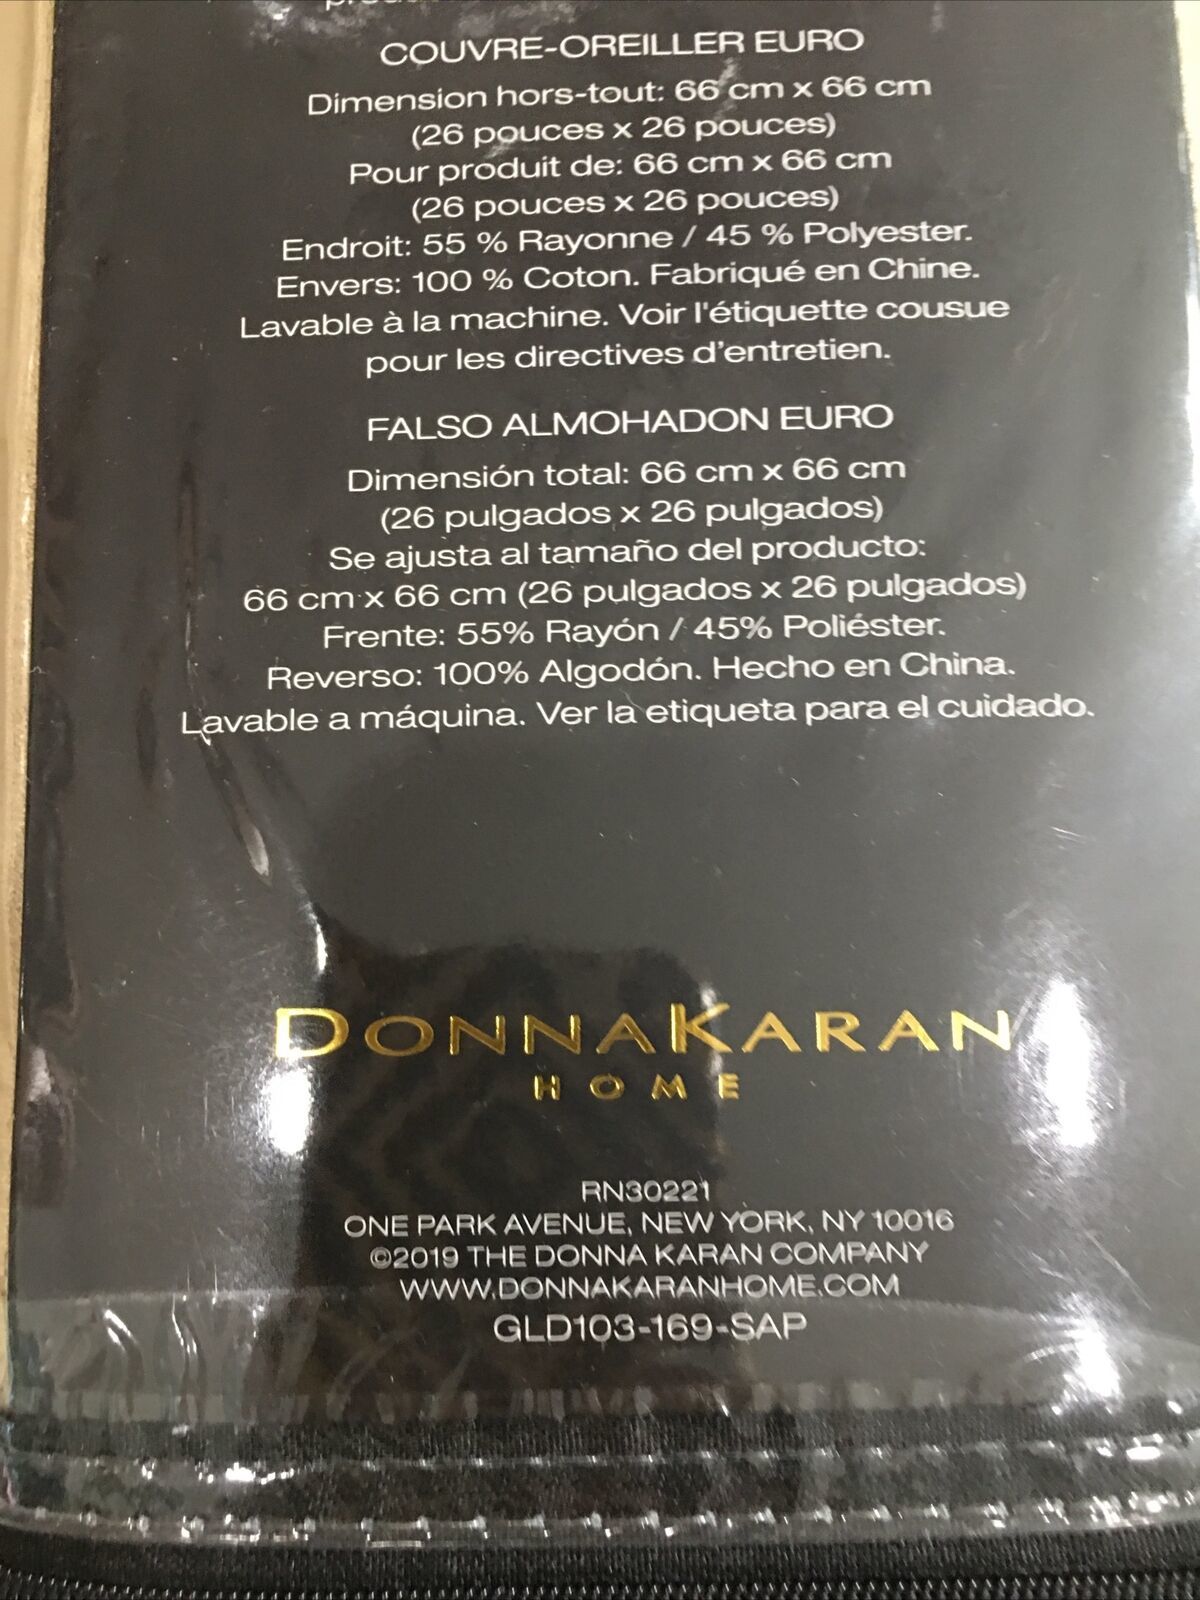 COUVRE-OREILLER EURO
Dimension hors-tout: 66 cm x 66 cm
(26 pouces x 26 pouces)
Pour produit de: 66 cm x 66 cm
(26 pouces x 26 pouces)
Endroit: 55 % Rayonne / 45 % Polyester.
Envers: 100 % Coton. Fabriqué en Chine.
Lavable à la machine. Voir l'étiquette cousue
pour les directives d'entretien.
FALSO ALMOHADON EURO
Dimensión total: 66 cm x 66 cm
(26 pulgados x 26 pulgados)
Se ajusta al tamaño del producto:
66 cm x 66 cm (26 pulgados x 26 pulgados)
Frente: 55% Rayón / 45% Poliéster.
Reverso: 100% Algodón. Hecho en China.
Lavable a máquina. Ver la etiqueta para el cuidado.
DONNAKARAN
HOME
RN30221
ONE PARK AVENUE, NEW YORK, NY 10016
©2019 THE DONNA KARAN COMPANY
WWW.DONNAKARANHOME.COM
GLD103-169-SAP